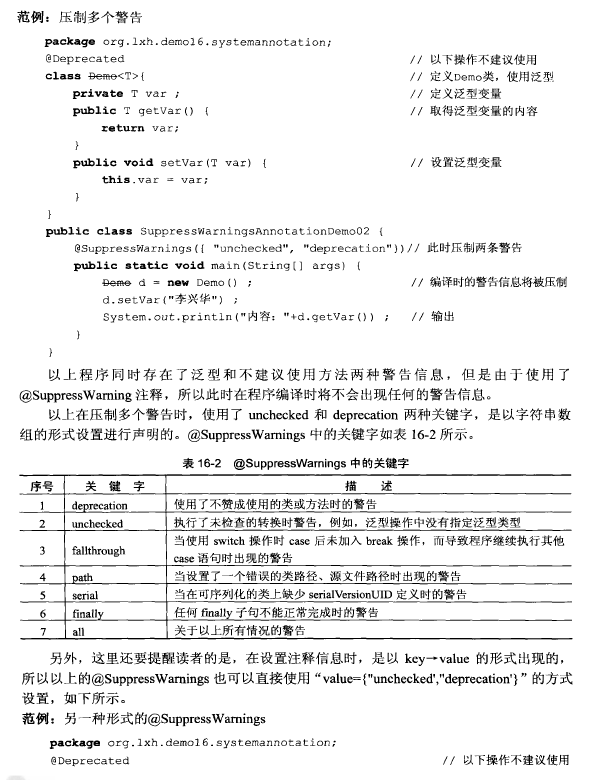 范例：压制多个警告
package org.lxh.demo16.systemannotation;
@Deprecated // 以下操作不建议使用
class Demo<T>{ // 定义Demo类，使用泛型
private T var ; // 定义泛型变量
public T getVar() { // 取得泛型变量的内容
return var;
}
public void setVar(T var) { // 设置泛型变量
this.var = var;
}
}
public class SuppressWarningsAnnotationDemo02 {
@SuppressWarnings({ "unchecked", "deprecation"})// 此时压制两条警告
public static void main(String[] args) {
Demo d = new Demo() ; // 编译时的警告信息将被压制
d.setVar("李兴华") ;
System.out.println("内容："+d.getVar()) ; // 输出
}
}
以上程序同时存在了泛型和不建议使用方法两种警告信息，但是由于使用了
@SuppressWarning 注释，所以此时在程序编译时将不会出现任何的警告信息。
以上在压制多个警告时，使用了 unchecked 和 deprecation 两种关键字，是以字符串数
组的形式设置进行声明的。@SuppressWarnings 中的关键字如表 16-2 所示。
表 16-2 @SuppressWarnings 中的关键字
序号 关键字 描述
1 deprecation 使用了不赞成使用的类或方法时的警告
2 unchecked 执行了未检查的转换时警告，例如，泛型操作中没有指定泛型类型
3 fallthrough 当使用 switch 操作时 case 后未加入 break 操作，而导致程序继续执行其他
case 语句时出现的警告
4 path 当设置了一个错误的类路径、源文件路径时出现的警告
5 serial 当在可序列化的类上缺少 serialVersionUID 定义时的警告
6 finally 任何 finally 子句不能正常完成时的警告
7 all 关于以上所有情况的警告
另外，这里还要提醒读者的是，在设置注释信息时，是以 key→value 的形式出现的，
所以以上的@SuppressWarnings 也可以直接使用“value={"unchecked","deprecation"}”的方式
设置，如下所示。
范例：另一种形式的@SuppressWarnings
package org.lxh.demo16.systemannotation;
@Deprecated // 以下操作不建议使用